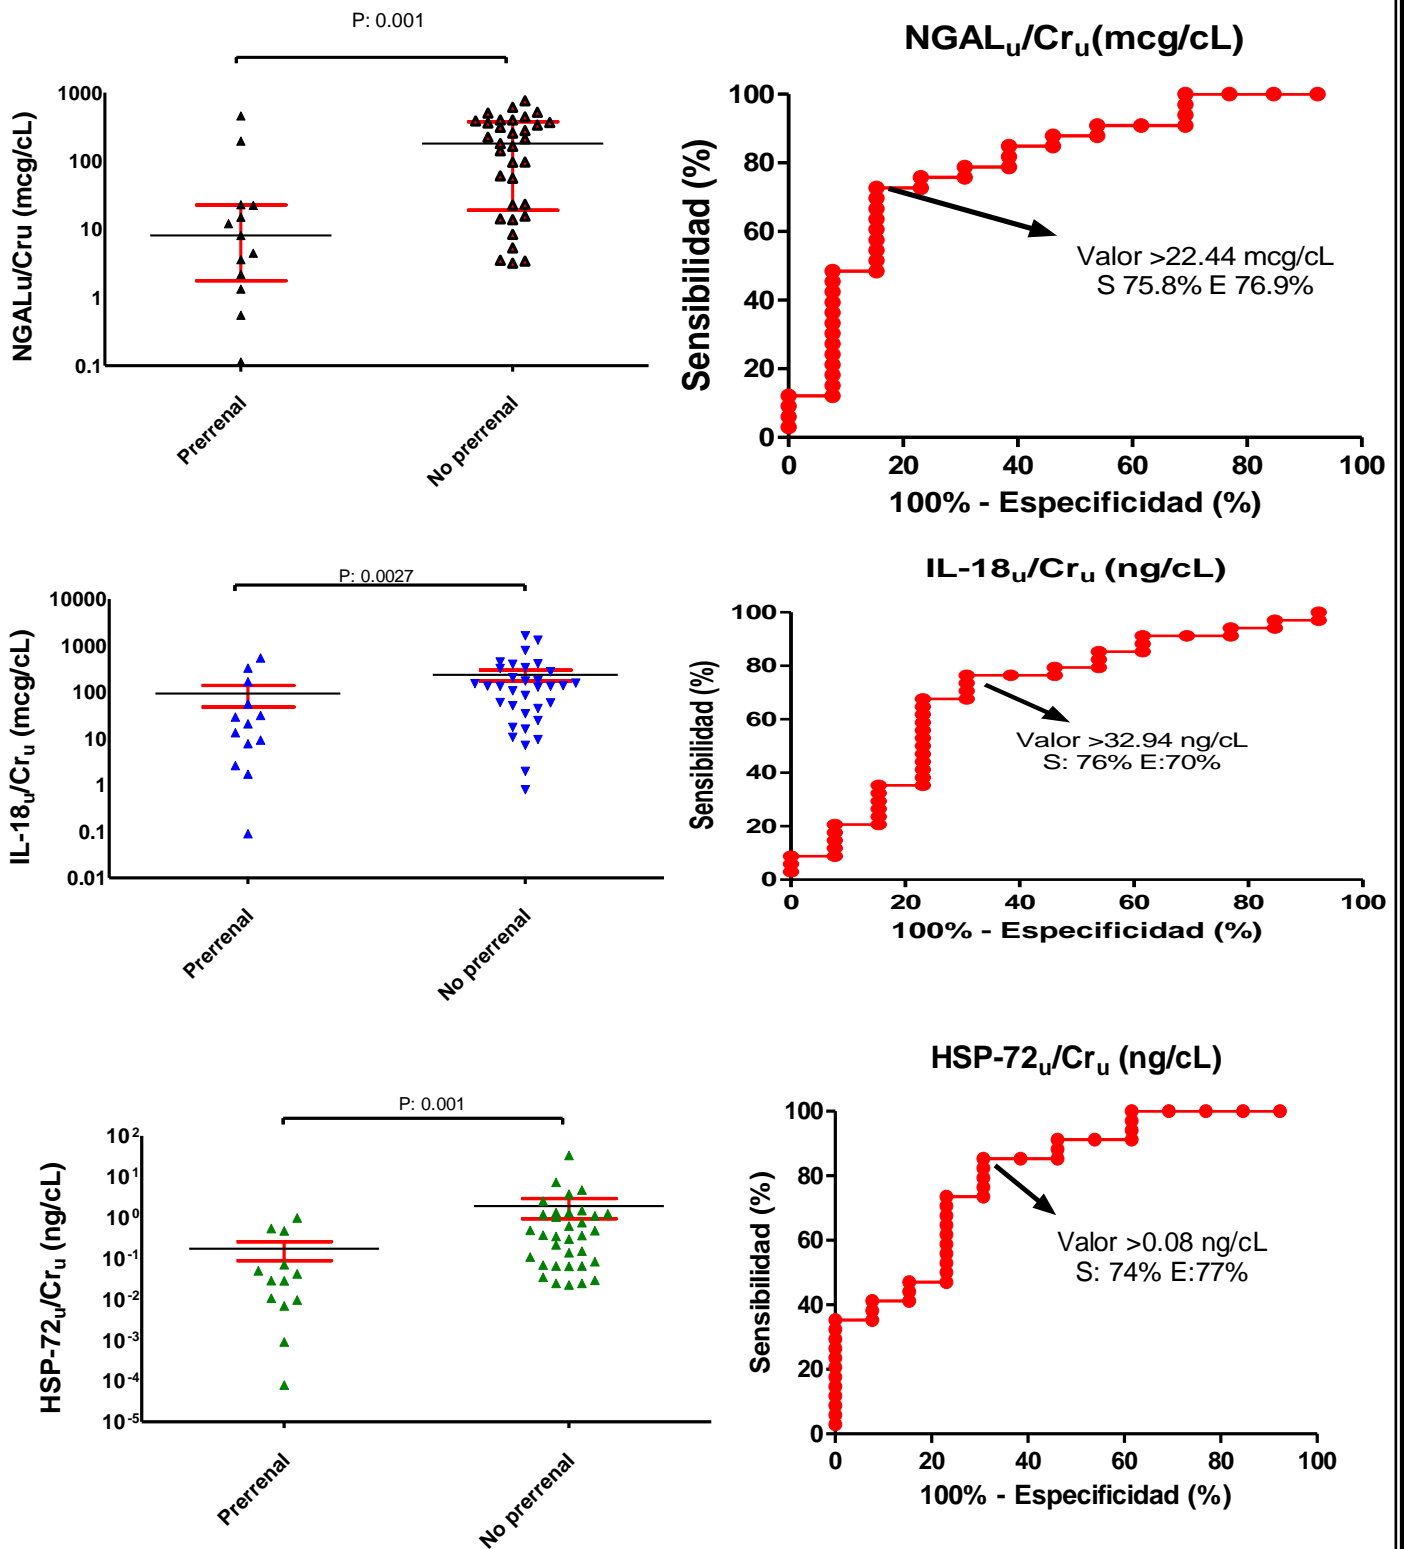 P: 0.001
NGALu/Cru (mcg/cL)
1000
100
10
1
0.1
Prerrenal
No prerrenal
NGALu/Cru(mcg/cL)
Sensibilidad (%)
100
80
60
40
20
0
Valor >22.44 mcg/cL
S 75.8% E 76.9%
0 20 40 60 80 100
100% - Especificidad (%)
P: 0.0027
IL-18u/Cru (mcg/cL)
10000
1000
100
10
1
0.1
0.01
Prerrenal
No prerrenal
IL-18u/Cru (ng/cL)
Sensibilidad (%)
100
80
60
40
20
0
Valor >32.94 ng/cL
S: 76% E:70%
0 20 40 60 80 100
100% - Especificidad (%)
P: 0.001
HSP-72u/Cru (ng/cL)
10²
10¹
10⁰
10⁻¹
10⁻²
10⁻³
10⁻⁴
10⁻⁵
Prerrenal
No prerrenal
HSP-72u/Cru (ng/cL)
Sensibilidad (%)
100
80
60
40
20
0
Valor >0.08 ng/cL
S: 74% E:77%
0 20 40 60 80 100
100% - Especificidad (%)